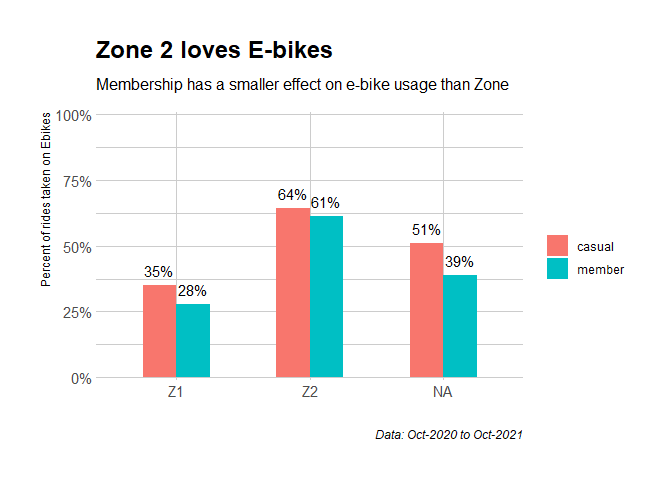 Zone 2 loves E-bikes
Membership has a smaller effect on e-bike usage than Zone
Percent of rides taken on Ebikes
100%
75%
50%
25%
0%
35%
28%
64%
61%
51%
39%
Z1
Z2
NA
casual
member
Data: Oct-2020 to Oct-2021